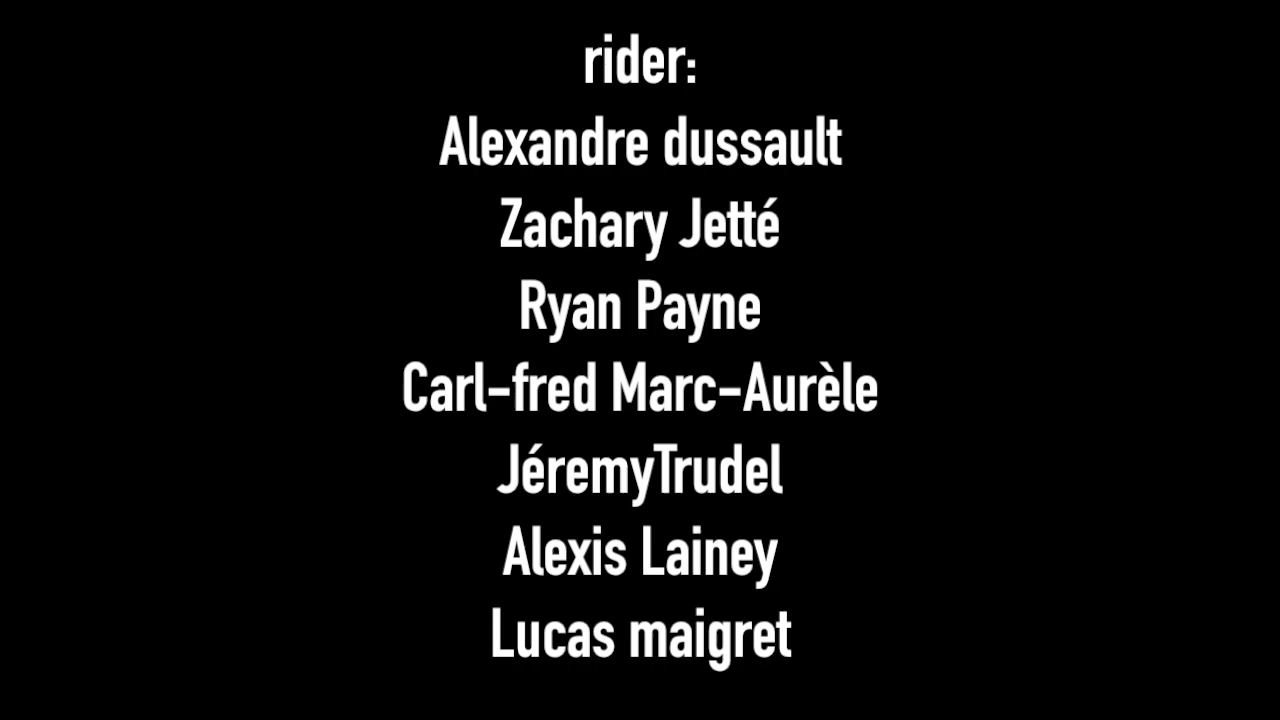 rider:
Alexandre dussault
Zachary Jetté
Ryan Payne
Carl-fred Marc-Aurèle
JéremyTrudel
Alexis Lainey
Lucas maigret